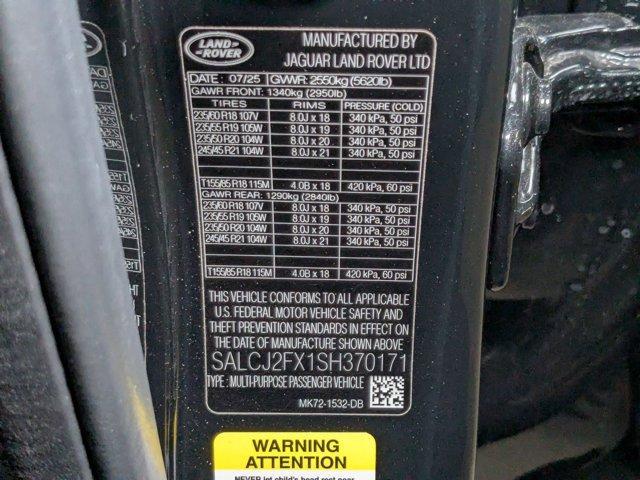 LAND ROVER
MANUFACTURED BY
JAGUAR LAND ROVER LTD
DATE : 07/25 GVWR: 2550kg (5620lb)
GAWR FRONT: 1340kg (2950lb)
TIRES RIMS PRESSURE (COLD)
235/60 R18 107V 8.0J x 18 340 kPa, 50 psi
235/55 R19 105W 8.0J x 19 340 kPa, 50 psi
235/50 R20 104W 8.0J x 20 340 kPa, 50 psi
245/45 R21 104W 8.0J x 21 340 kPa, 50 psi
T155/85 R18 115M 4.0B x 18 420 kPa, 60 psi
GAWR REAR: 1290kg (2840lb)
235/60 R18 107V 8.0J x 18 340 kPa, 50 psi
235/55 R19 105W 8.0J x 19 340 kPa, 50 psi
235/50 R20 104W 8.0J x 20 340 kPa, 50 psi
245/45 R21 104W 8.0J x 21 340 kPa, 50 psi
T155/85 R18 115M 4.0B x 18 420 kPa, 60 psi
THIS VEHICLE CONFORMS TO ALL APPLICABLE
U.S. FEDERAL MOTOR VEHICLE SAFETY AND
THEFT PREVENTION STANDARDS IN EFFECT ON
THE DATE OF MANUFACTURE SHOWN ABOVE
SALCJ2FX1SH370171
TYPE : MULTI-PURPOSE PASSENGER VEHICLE
MK72-1532-DB
WARNING
ATTENTION
NEVER let child's head rest near